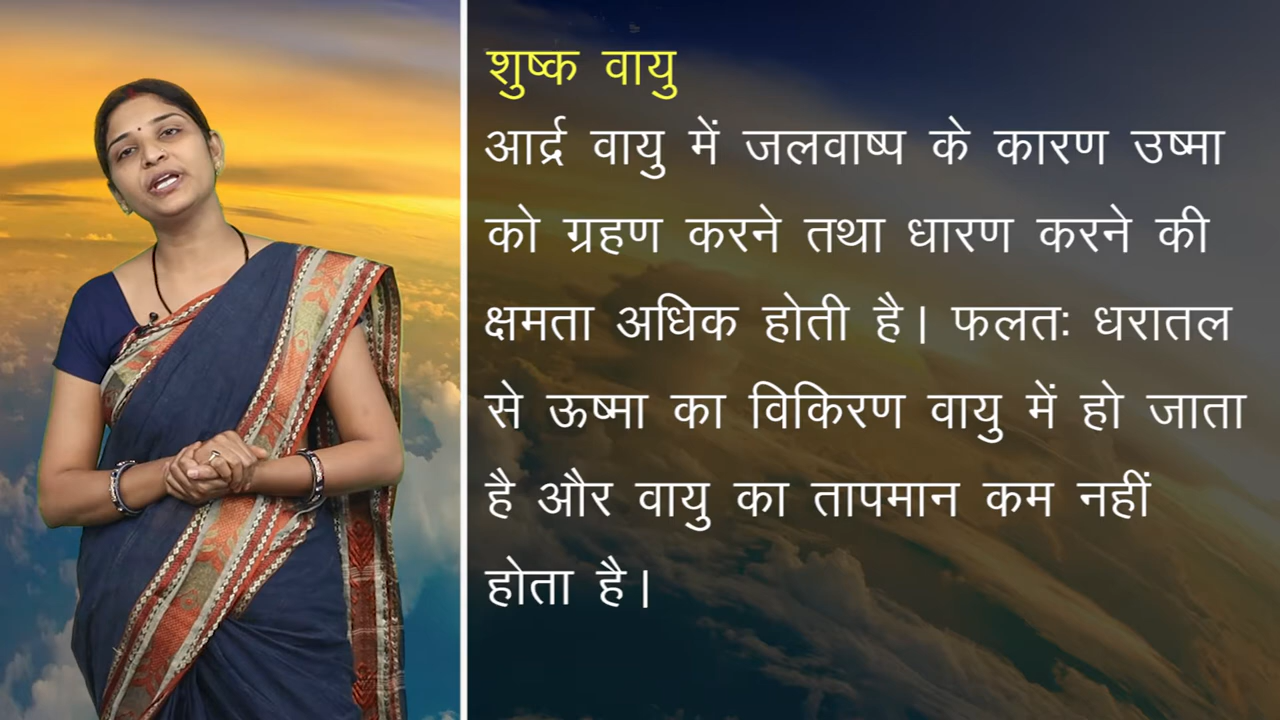 शुष्क वायु
आर्द्र वायु में जलवाष्प के कारण उष्मा
को ग्रहण करने तथा धारण करने की
क्षमता अधिक होती है। फलतः धरातल
से ऊष्मा का विकिरण वायु में हो जाता
है और वायु का तापमान कम नहीं
होता है।